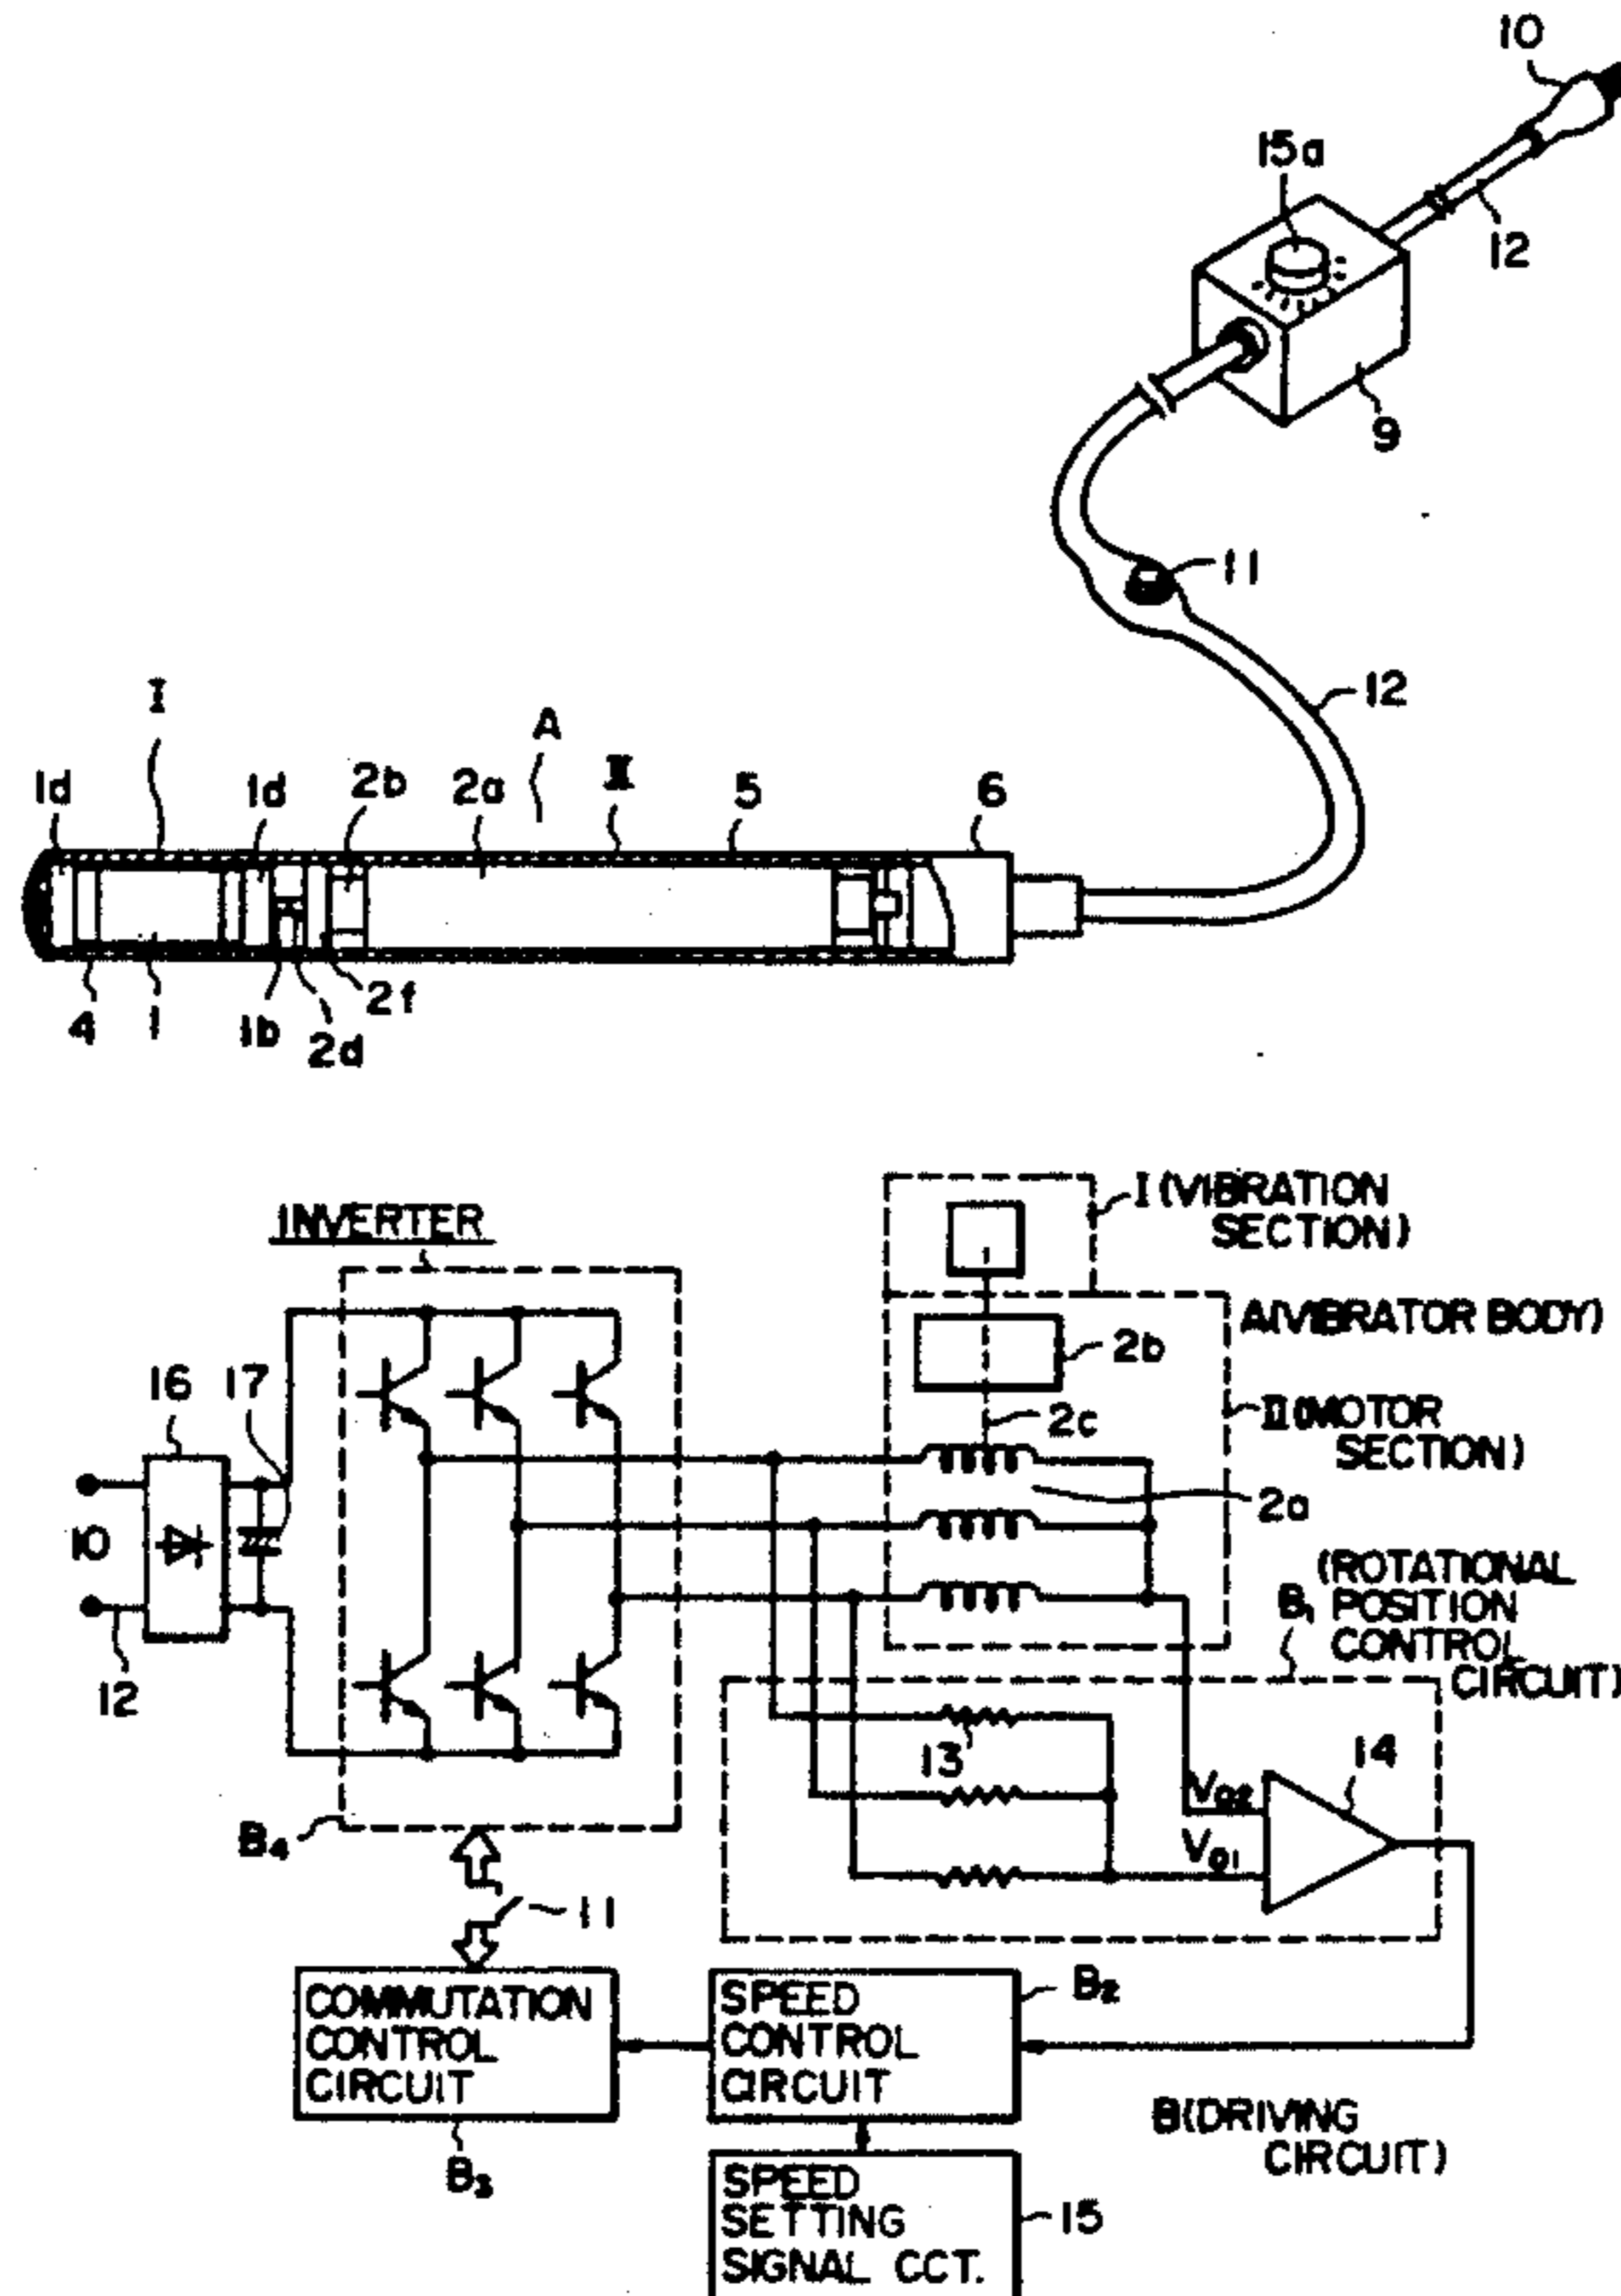 10
15a
12
9
11
12
I
A
1d
1d
2b
2a
II
5
6
4
1
1b
2d
2f
INVERTER
I (VIBRATION
SECTION)
A(VIBRATOR BODY)
2b
16
17
2c
II (MOTOR
SECTION)
2a
10
(ROTATIONAL
B₁ POSITION
CONTROL
CIRCUIT)
12
13
14
V₀₂
V₀₁
B₄
11
COMMUTATION
CONTROL
CIRCUIT
SPEED
CONTROL
CIRCUIT
B₂
B₃
B(DRIVING
CIRCUIT)
SPEED
SETTING
SIGNAL CCT.
15